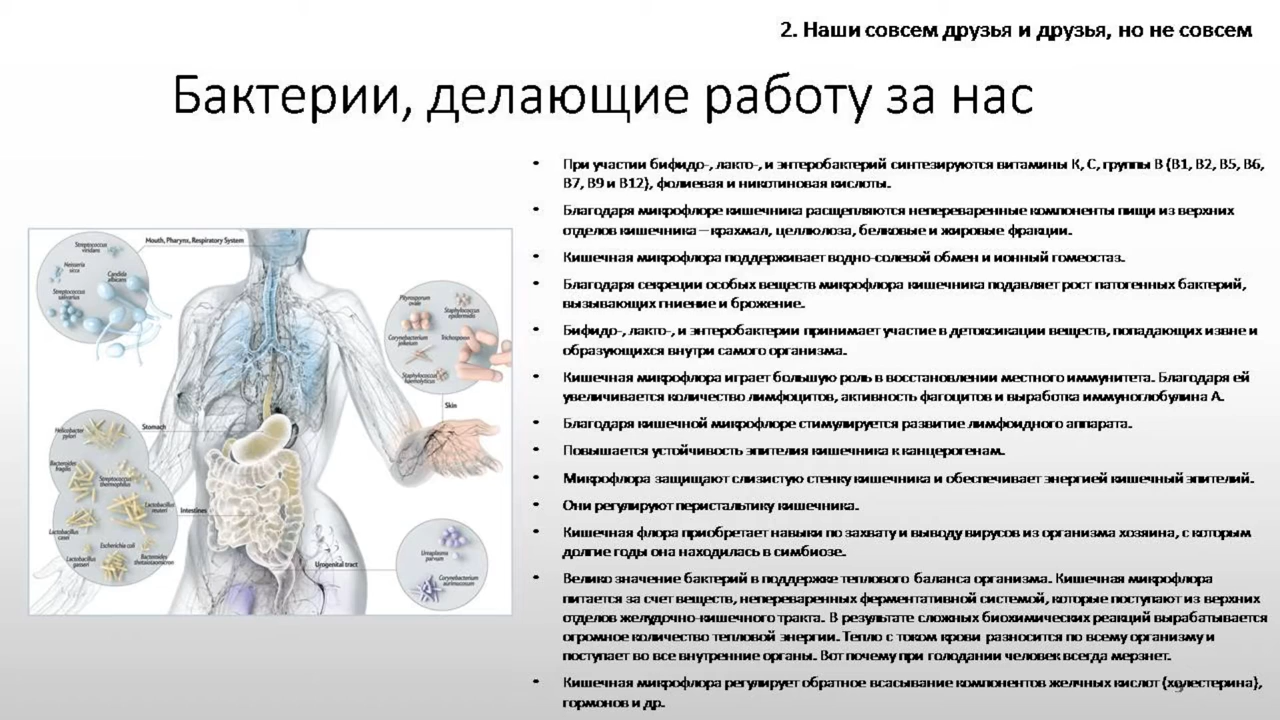 2. Наши совсем друзья и друзья, но не совсем
Бактерии, делающие работу за нас
• При участии бифидо-, лакто-, и энтеробактерий синтезируются витамины К, С, группы В (В1, В2, В5, В6,
В7, В9 и В12), фолиевая и никотиновая кислоты.
• Благодаря микрофлоре кишечника расщепляются непереваренные компоненты пищи из верхних
отделов кишечника – крахмал, целлюлоза, белковые и жировые фракции.
• Кишечная микрофлора поддерживает водно-солевой обмен и ионный гомеостаз.
• Благодаря секреции особых веществ микрофлора кишечника подавляет рост патогенных бактерий,
вызывающих гниение и брожение.
• Бифидо-, лакто-, и энтеробактерии принимает участие в детоксикации веществ, попадающих извне и
образующихся внутри самого организма.
• Кишечная микрофлора играет большую роль в восстановлении местного иммунитета. Благодаря ей
увеличивается количество лимфоцитов, активность фагоцитов и выработка иммуноглобулина А.
• Благодаря кишечной микрофлоре стимулируется развитие лимфоидного аппарата.
• Повышается устойчивость эпителия кишечника к канцерогенам.
• Микрофлора защищают слизистую стенку кишечника и обеспечивает энергией кишечный эпителий.
• Они регулируют перистальтику кишечника.
• Кишечная флора приобретает навыки по захвату и выводу вирусов из организма хозяина, с которым
долгие годы она находилась в симбиозе.
• Велико значение бактерий в поддержке теплового баланса организма. Кишечная микрофлора
питается за счет веществ, непереваренных ферментативной системой, которые поступают из верхних
отделов желудочно-кишечного тракта. В результате сложных биохимических реакций вырабатывается
огромное количество тепловой энергии. Тепло с током крови разносится по всему организму и
поступает во все внутренние органы. Вот почему при голодании человек всегда мерзнет.
• Кишечная микрофлора регулирует обратное всасывание компонентов желчных кислот (холестерина),
гормонов и др.
Mouth, Pharynx, Respiratory System
Streptococcus
viridans
Neisseria
sicca
Candida
albicans
Streptococcus
salivarius
Pityrosporum
ovale
Staphylococcus
epidermidis
Corynebacterium
jeikeium
Trichosporon
Staphylococcus
haemolyticus
Skin
Stomach
Helicobacter
pylori
Bacteroides
fragilis
Streptococcus
thermophilus
Lactobacillus
reuteri
Intestines
Lactobacillus
casei
Escherichia coli
Lactobacillus
gasseri
Bacteroides
thetaiotaomicron
Urogenital tract
Ureaplasma
parvum
Corynebacterium
aurimucosum